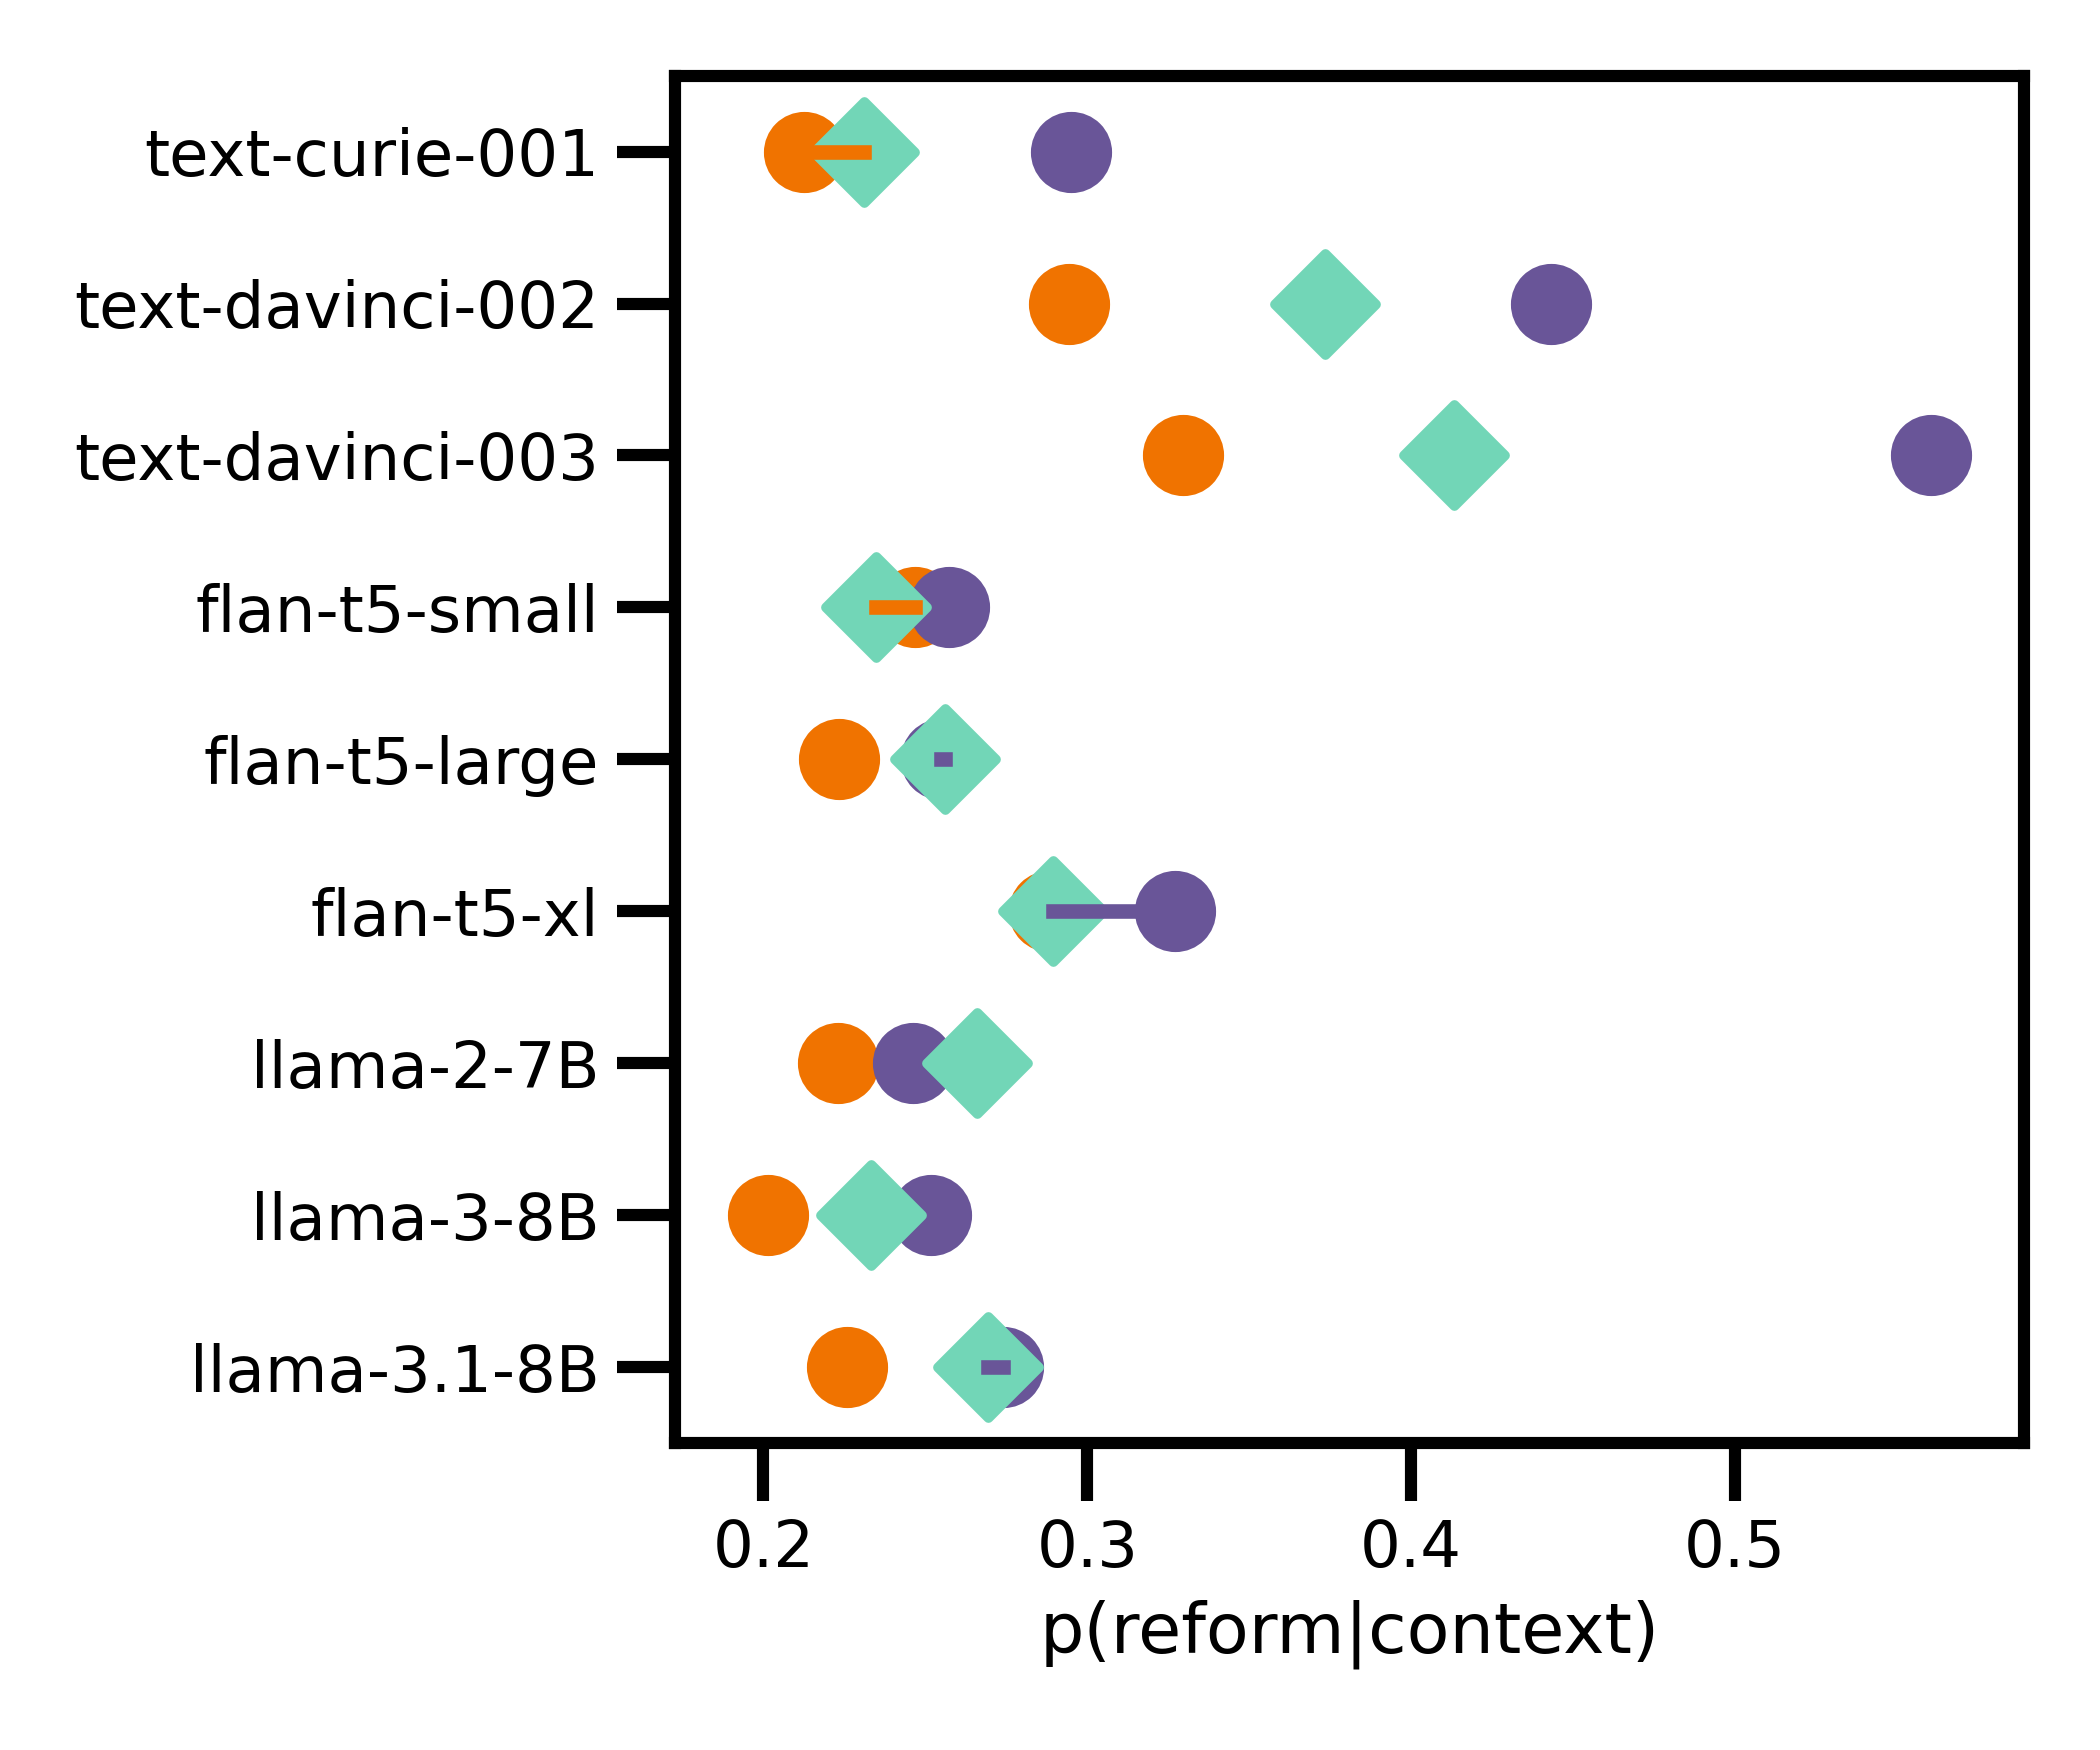 text-curie-001
text-davinci-002
text-davinci-003
flan-t5-small
flan-t5-large
flan-t5-xl
llama-2-7B
llama-3-8B
llama-3.1-8B
0.2 0.3 0.4 0.5
p(reform|context)